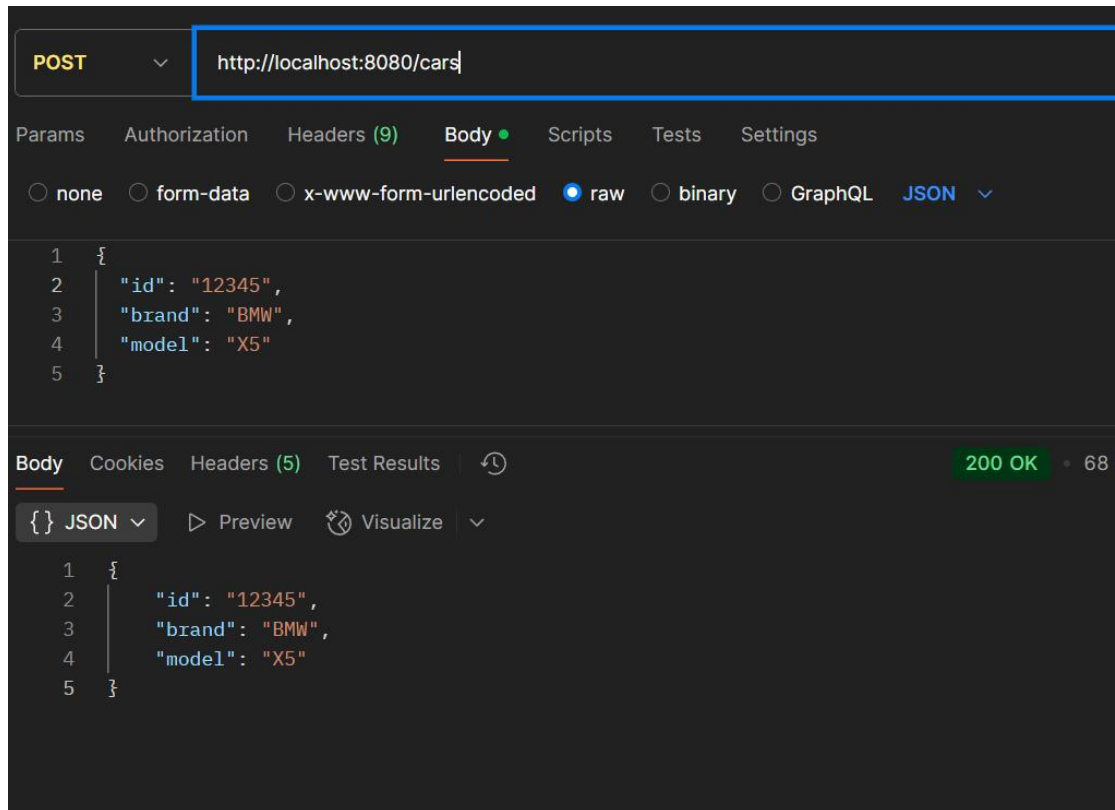 POST http://localhost:8080/cars
Params Authorization Headers (9) Body Scripts Tests Settings
none form-data x-www-form-urlencoded raw binary GraphQL JSON
1 {
2 "id": "12345",
3 "brand": "BMW",
4 "model": "X5"
5 }
Body Cookies Headers (5) Test Results 200 OK 68
{} JSON Preview Visualize
1 {
2 "id": "12345",
3 "brand": "BMW",
4 "model": "X5"
5 }